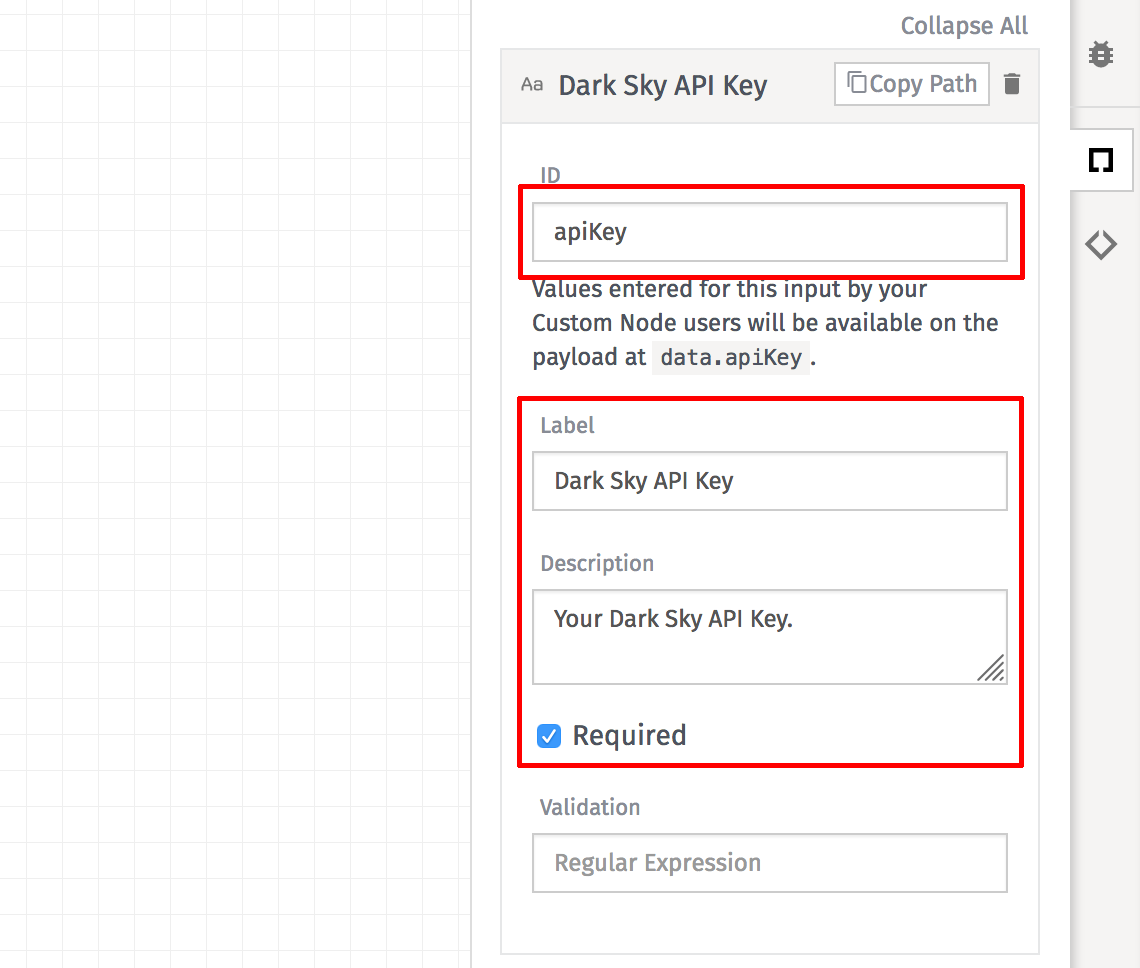 Collapse All
Aa Dark Sky API Key Copy Path
ID
apiKey
Values entered for this input by your
Custom Node users will be available on the
payload at data.apiKey.
Label
Dark Sky API Key
Description
Your Dark Sky API Key.
Required
Validation
Regular Expression